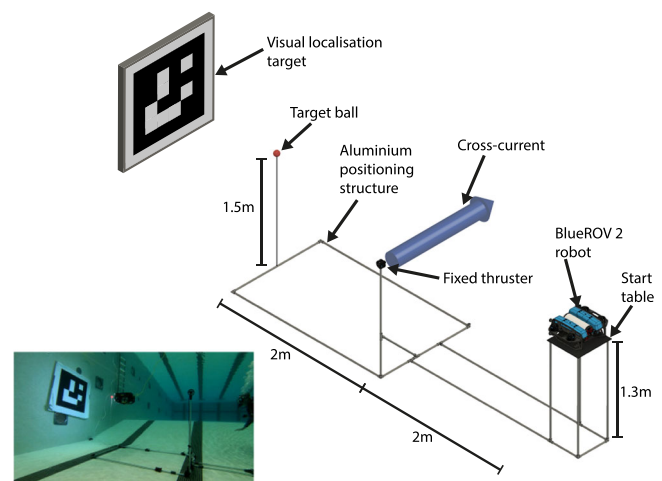 Visual localisation
target
Target ball
Aluminium
positioning
structure
Cross-current
BlueROV 2
robot
Start
table
1.5m
Fixed thruster
1.3m
2m
2m